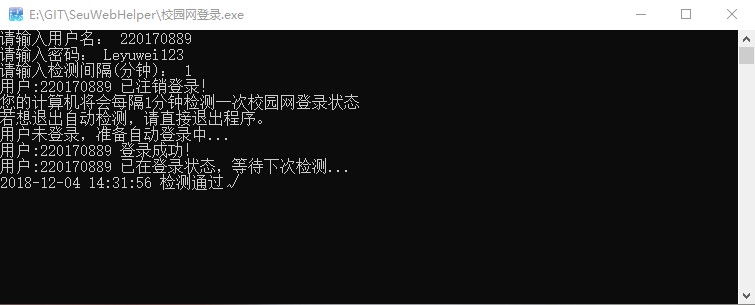 E:\GIT\SeuWebHelper\校园网登录.exe
请输入用户名： 220170889
请输入密码： Leyuwei123
请输入检测间隔(分钟)： 1
用户:220170889 已注销登录!
您的计算机将会每隔1分钟检测一次校园网登录状态
若想退出自动检测，请直接退出程序。
用户未登录，准备自动登录中...
用户:220170889 登录成功!
用户:220170889 已在登录状态，等待下次检测...
2018-12-04 14:31:56 检测通过√